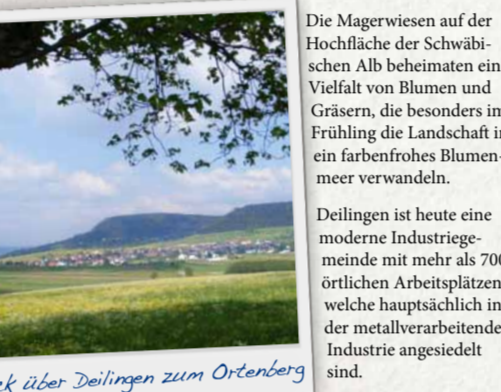 Die Magerwiesen auf der
Hochfläche der Schwäbi-
schen Alb beheimaten ein
Vielfalt von Blumen und
Gräsern, die besonders im
Frühling die Landschaft i
ein farbenfrohes Blumen-
meer verwandeln.
Deilingen ist heute eine
moderne Industriege-
meinde mit mehr als 700
örtlichen Arbeitsplätzen
welche hauptsächlich in
der metallverarbeitende
Industrie angesiedelt
sind.
über Deilingen zum Ortenberg